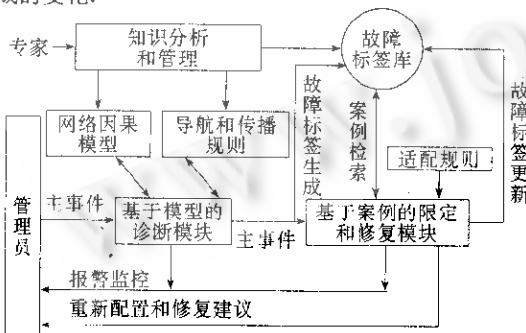 专家
知识分析
和管理
故障
标签库
网络因果
模型
导航和传播
规则
故障标签生成
案例检索
故障标签更新
适配规则
管理员
主事件
基于模型的
诊断模块
主事件
基于案例的限定
和修复模块
报警监控
重新配置和修复建议